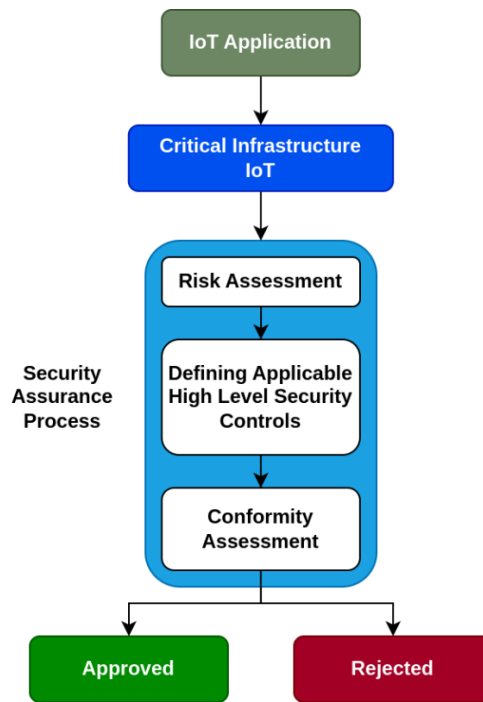 IoT Application
Critical Infrastructure
IoT
Risk Assessment
Security
Assurance
Process
Defining Applicable
High Level Security
Controls
Conformity
Assessment
Approved
Rejected